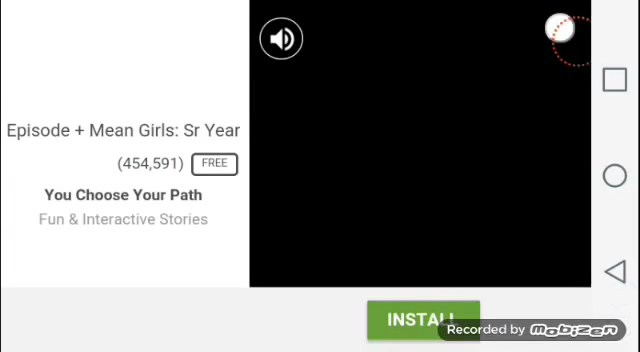 Episode + Mean Girls: Sr Year
(454,591) FREE
You Choose Your Path
Fun & Interactive Stories
INSTALL
Recorded by mobizen